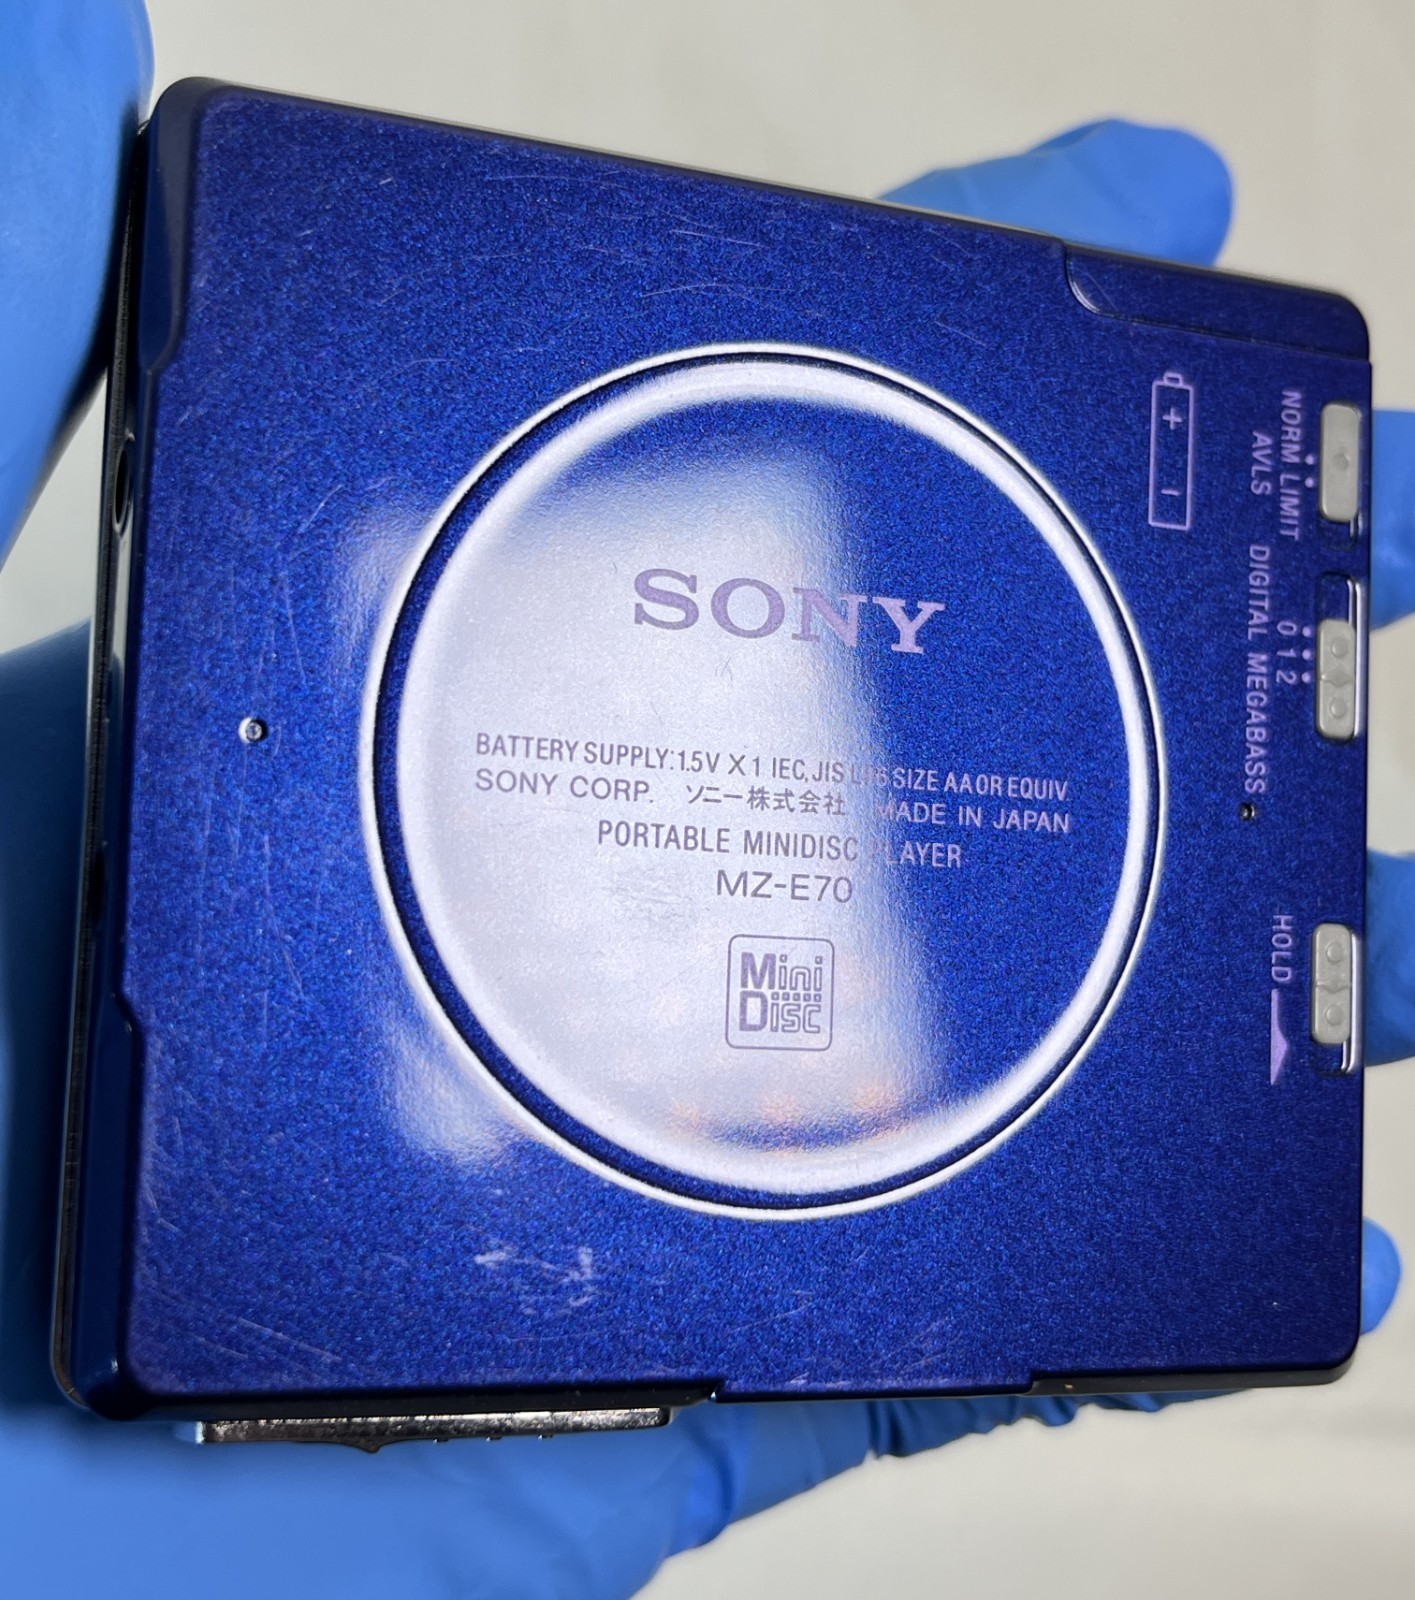 SONY
BATTERY SUPPLY: 1.5V X 1 IEC, JIS SIZE AA OR EQUIV.
SONY CORP. ソニー株式会社 MADE IN JAPAN
PORTABLE MINIDISC PLAYER
MZ-E70
Mini
Disc
+ -
NORM LIMIT
AVLS
0 1 2
DIGITAL MEGABASS
HOLD